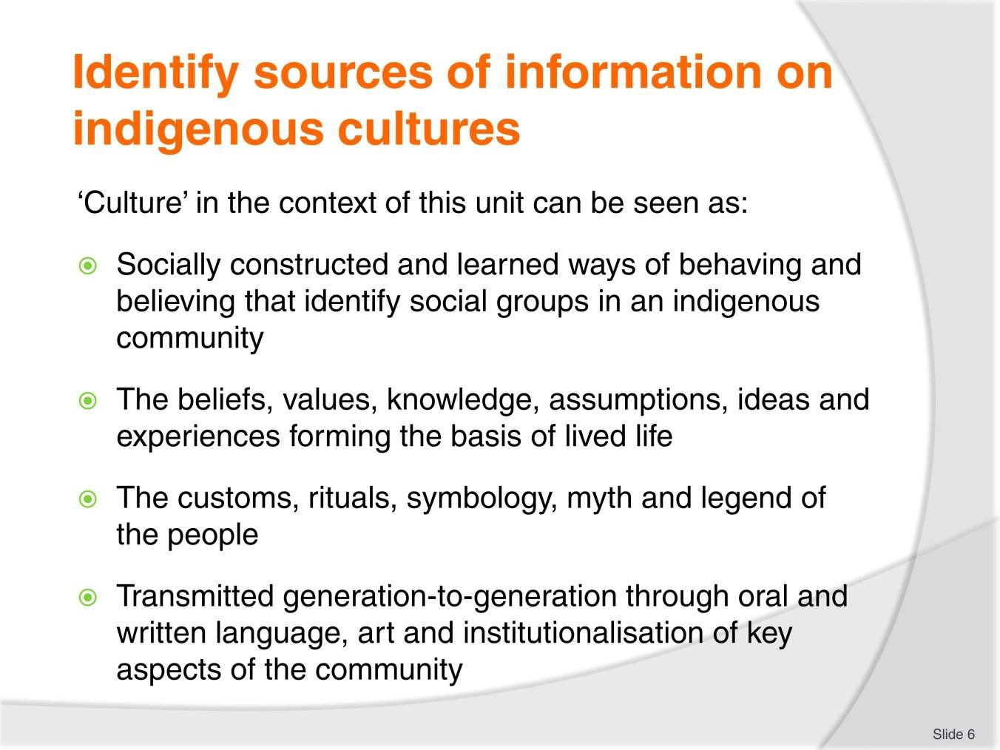 Identify sources of information on
indigenous cultures
‘Culture’ in the context of this unit can be seen as:
Socially constructed and learned ways of behaving and
believing that identify social groups in an indigenous
community
The beliefs, values, knowledge, assumptions, ideas and
experiences forming the basis of lived life
The customs, rituals, symbology, myth and legend of
the people
Transmitted generation-to-generation through oral and
written language, art and institutionalisation of key
aspects of the community
Slide 6